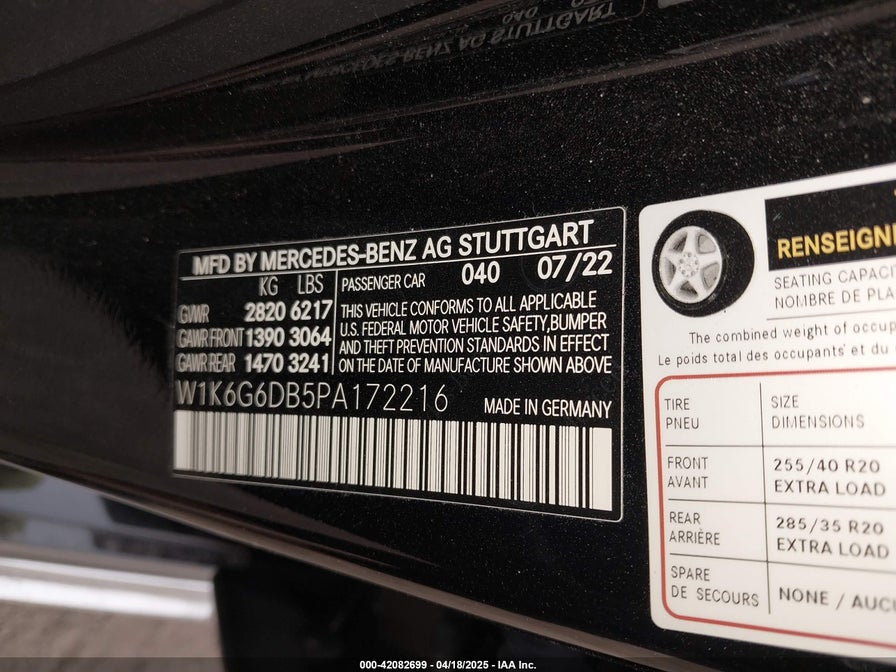 MFD BY MERCEDES-BENZ AG STUTTGART
KG LBS
GVWR 2820 6217
GAWR FRONT 1390 3064
GAWR REAR 1470 3241
PASSENGER CAR 040 07/22
THIS VEHICLE CONFORMS TO ALL APPLICABLE
U.S. FEDERAL MOTOR VEHICLE SAFETY,BUMPER
AND THEFT PREVENTION STANDARDS IN EFFECT
ON THE DATE OF MANUFACTURE SHOWN ABOVE
W1K6G6DB5PA172216 MADE IN GERMANY
SEATING
NOMBRE DE
The combined weight of
Le poids total des occupants et du
TIRE
PNEU
SIZE
DIMENSIONS
FRONT
AVANT
255/40 R20
EXTRA LOAD
REAR
ARRIÈRE
285/35 R20
EXTRA LOAD
SPARE
DE SECOURS
NONE /
000-42082699 — 04/18/2025 — IAA Inc.